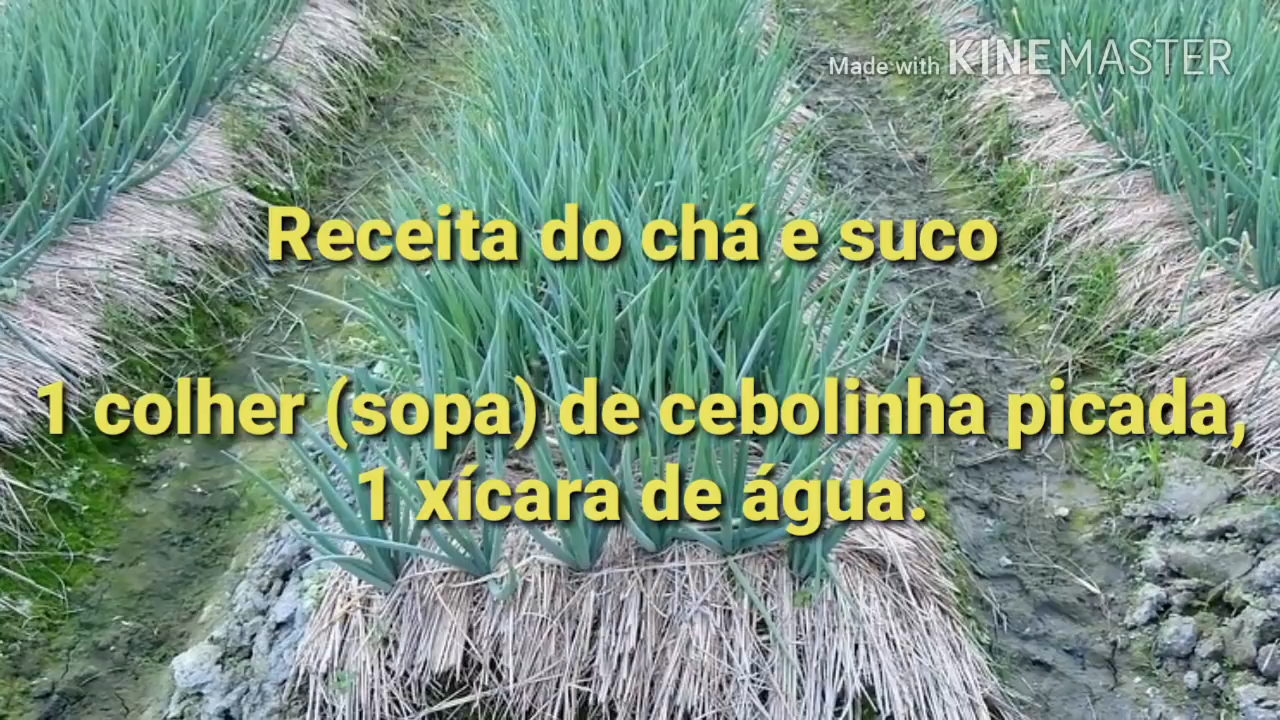 Made with KINEMASTER
Receita do chá e suco
1 colher (sopa) de cebolinha picada,
1 xícara de água.